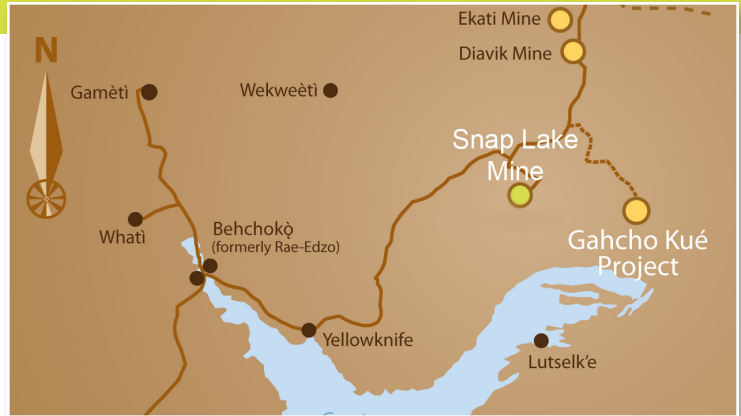 Ekati Mine
N
Diavik Mine
Gamètì
Wekweètì
Snap Lake
Mine
Whatì
Behchokǫ̀
(formerly Rae-Edzo)
Gahcho Kué
Project
Yellowknife
Lutselk'e